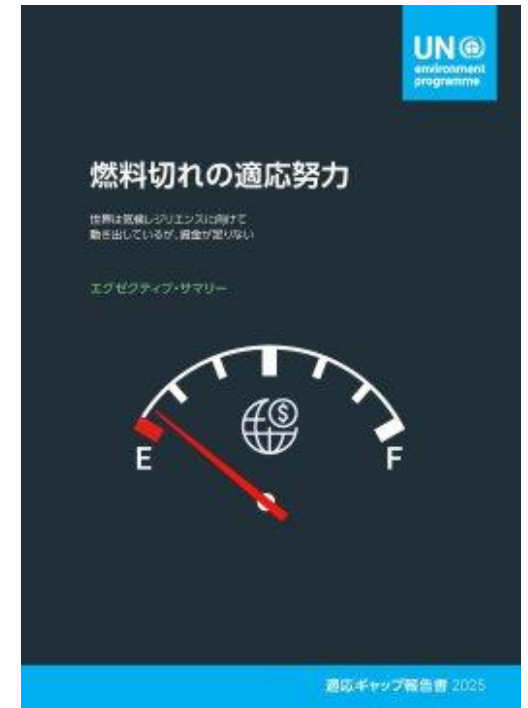 UN
environment
programme
燃料切れの適応努力
世界は気候レジリエンスに向けて
動き出しているが、資金が足りない
エグゼクティブ・サマリー
$
E
F
適応ギャップ報告書 2025